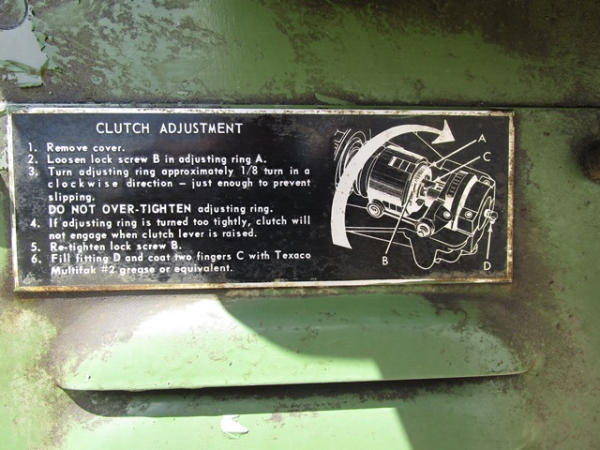 CLUTCH ADJUSTMENT
1. Remove cover.
2. Loosen lock screw B in adjusting ring A.
3. Turn adjusting ring approximately 1/8 turn in a
clockwise direction – just enough to prevent
slipping.
DO NOT OVER-TIGHTEN adjusting ring.
4. If adjusting ring is turned too tightly, clutch will
not engage when clutch lever is raised.
5. Re-tighten lock screw B.
6. Fill fitting D and coat two fingers C with Texaco
Multifak #2 grease or equivalent.
A
C
B
D